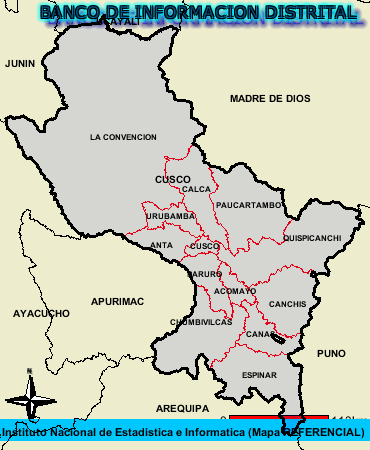 BANCO DE INFORMACION DISTRITAL
JUNIN
MADRE DE DIOS
LA CONVENCION
CUSCO
CALCA
PAUCARTAMBO
URUBAMBA
QUISPICANCHI
ANTA
CUSCO
PARURO
ACOMAYO
APURIMAC
CANCHIS
AYACUCHO
CHUMBIVILCAS
CANAS
PUNO
ESPINAR
N
AREQUIPA
Instituto Nacional de Estadistica e Informatica (Mapa REFERENCIAL)